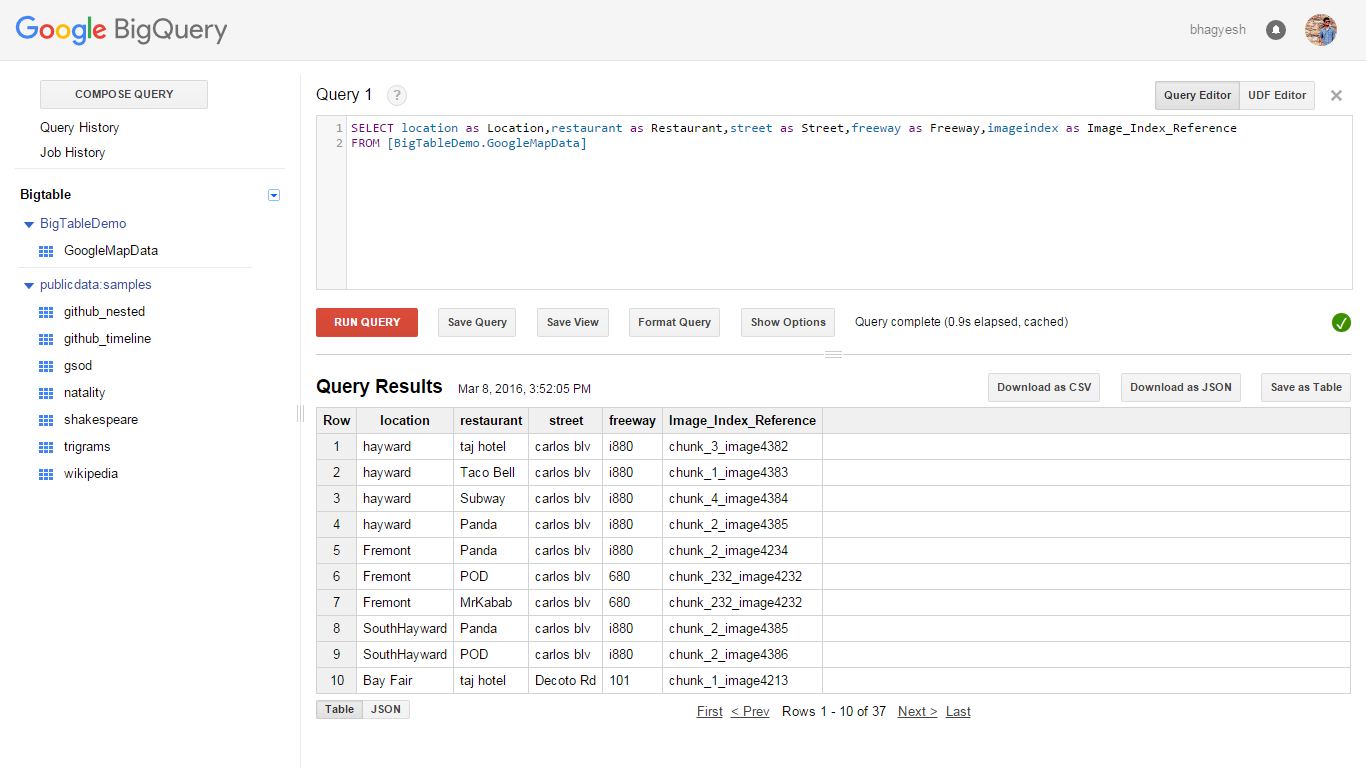 Google BigQuery
bhagyesh
COMPOSE QUERY
Query History
Job History
Bigtable
BigTableDemo
GoogleMapData
publicdata:samples
github_nested
github_timeline
gsod
natality
shakespeare
trigrams
wikipedia
Query 1 ?
Query Editor UDF Editor
1 SELECT location as Location,restaurant as Restaurant,street as Street,freeway as Freeway,imageindex as Image_Index_Reference
2 FROM [BigTableDemo.GoogleMapData]
RUN QUERY Save Query Save View Format Query Show Options Query complete (0.9s elapsed, cached)
Query Results Mar 8, 2016, 3:52:05 PM Download as CSV Download as JSON Save as Table
Row location restaurant street freeway Image_Index_Reference
1 hayward taj hotel carlos blv i880 chunk_3_image4382
2 hayward Taco Bell carlos blv i880 chunk_1_image4383
3 hayward Subway carlos blv i880 chunk_4_image4384
4 hayward Panda carlos blv i880 chunk_2_image4385
5 Fremont Panda carlos blv i880 chunk_2_image4234
6 Fremont POD carlos blv 680 chunk_232_image4232
7 Fremont MrKabab carlos blv 680 chunk_232_image4232
8 SouthHayward Panda carlos blv i880 chunk_2_image4385
9 SouthHayward POD carlos blv i880 chunk_2_image4386
10 Bay Fair taj hotel Decoto Rd 101 chunk_1_image4213
Table JSON First < Prev Rows 1 - 10 of 37 Next > Last